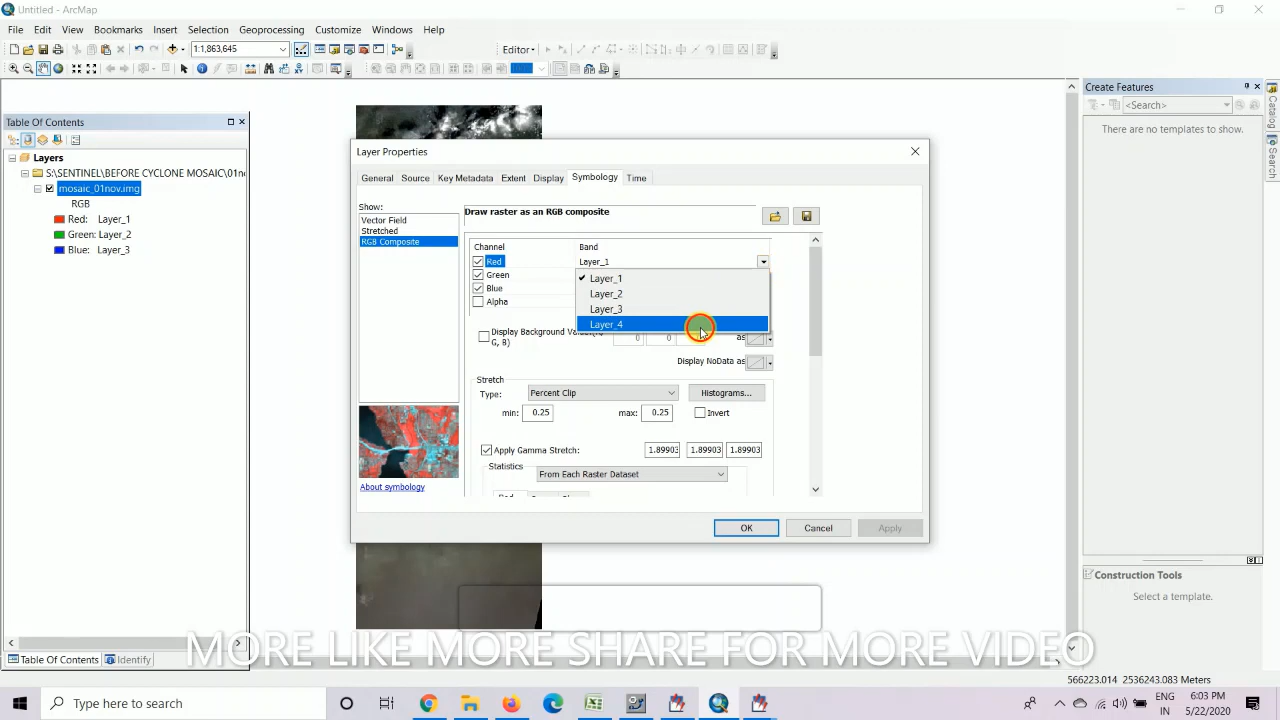 Untitled - ArcMap
File Edit View Bookmarks Insert Selection Geoprocessing Customize Windows Help
1:1,863,645
Editor
Table Of Contents
Layers
S:\SENTINEL\BEFORE CYCLONE MOSAIC\01no
mosaic_01nov.img
RGB
Red: Layer_1
Green: Layer_2
Blue: Layer_3
Layer Properties
General Source Key Metadata Extent Display Symbology Time
Show:
Vector Field
Stretched
RGB Composite
About symbology
Draw raster as an RGB composite
Channel Band
Red Layer_1
Green
Blue
Alpha
Layer_1
Layer_2
Layer_3
Layer_4
Display Background Value:(R, G, B) 0 0 as
Display NoData as
Stretch
Type: Percent Clip Histograms...
min: 0.25 max: 0.25 Invert
Apply Gamma Stretch: 1.89903 1.89903 1.89903
Statistics
From Each Raster Dataset
Red
OK Cancel Apply
Create Features
<Search>
There are no templates to show.
Catalog
Search
Construction Tools
Select a template.
Table Of Contents Identify
MORE LIKE MORE SHARE FOR MORE VIDEO
566223.014 2536243.083 Meters
Type here to search
ENG
IN
6:03 PM
5/22/2020